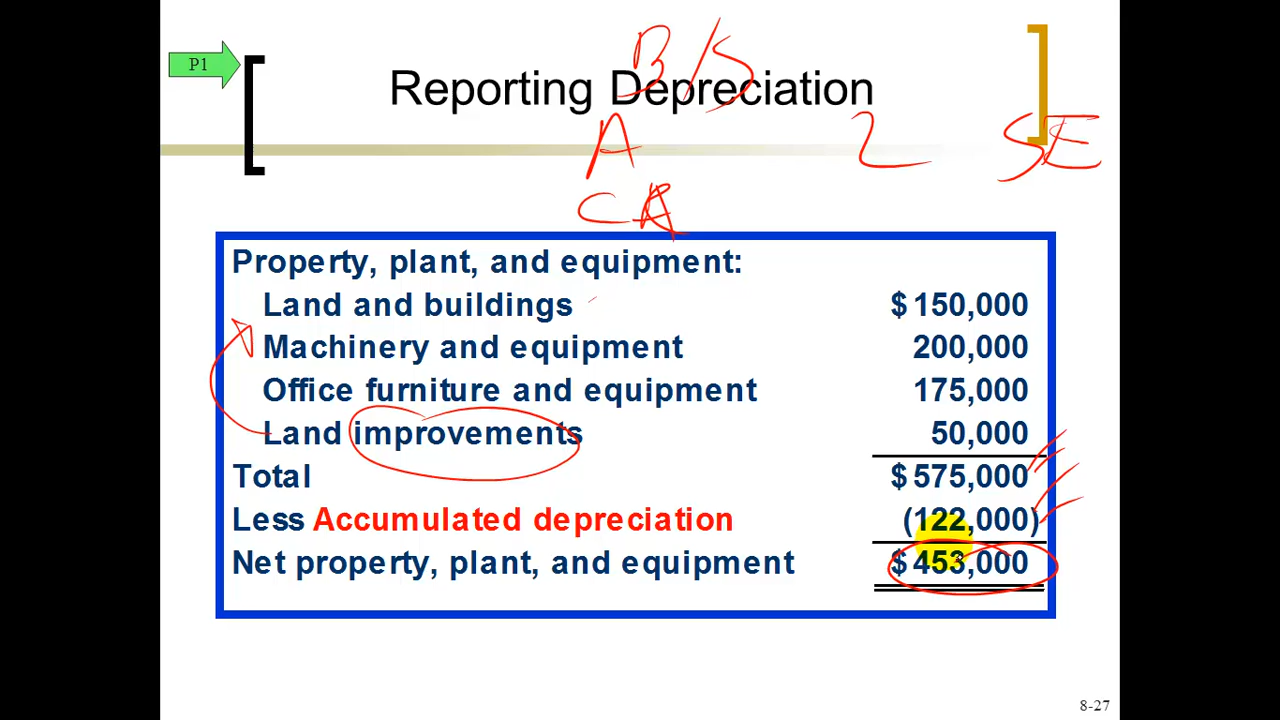 P1
B/S
Reporting Depreciation
A L SE
CA
Property, plant, and equipment:
Land and buildings $150,000
Machinery and equipment 200,000
Office furniture and equipment 175,000
Land improvements 50,000
Total $575,000
Less Accumulated depreciation (122,000)
Net property, plant, and equipment $453,000
8-27